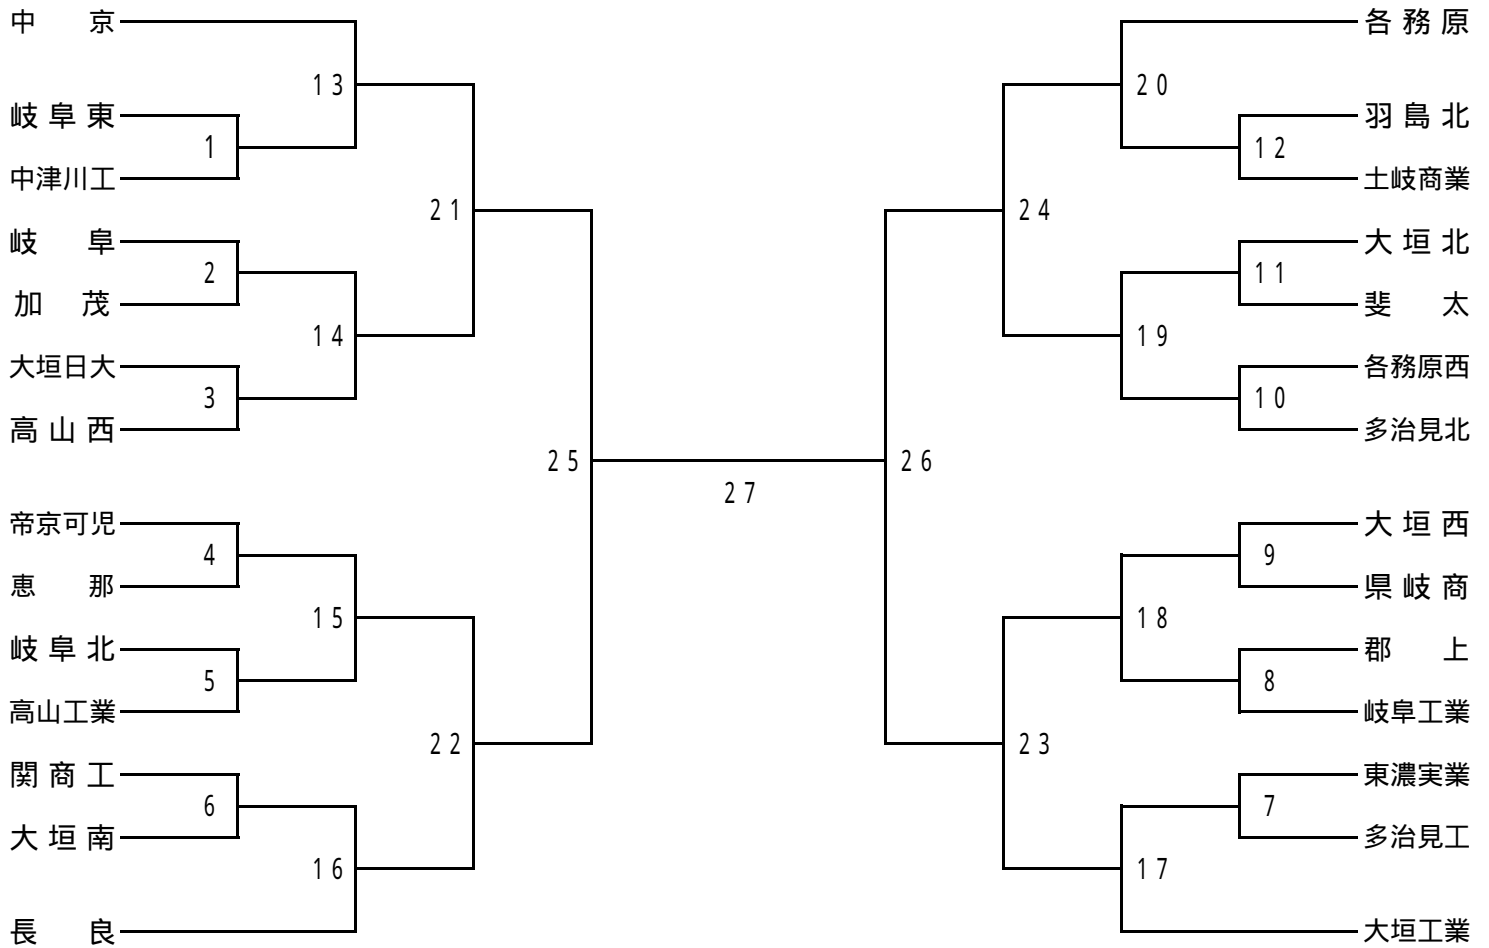 中京
各務原
13
20
岐阜東
羽島北
1
12
中津川工
土岐商業
21
24
岐阜
大垣北
2
11
加茂
斐太
14
19
大垣日大
各務原西
3
10
高山西
多治見北
25
26
27
帝京可児
大垣西
4
9
恵那
県岐商
15
18
岐阜北
郡上
5
8
高山工業
岐阜工業
22
23
関商工
東濃実業
6
7
大垣南
多治見工
16
17
長良
大垣工業